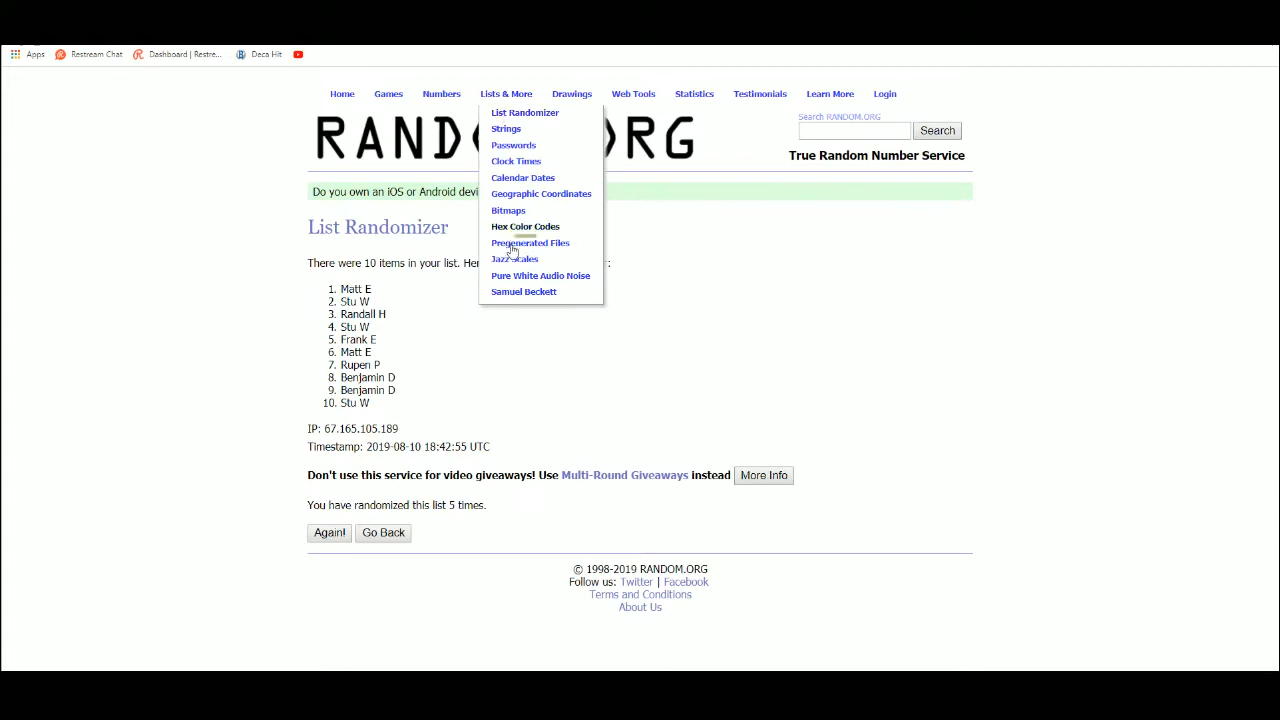 Apps Restream Chat Dashboard | Restre... Deca Hit
Home Games Numbers Lists & More Drawings Web Tools Statistics Testimonials Learn More Login
List Randomizer
Strings
Passwords
Clock Times
Calendar Dates
Geographic Coordinates
Bitmaps
Hex Color Codes
Pregenerated Files
Jazz Scales
Pure White Audio Noise
Samuel Beckett
Search RANDOM.ORG
Search
True Random Number Service
Do you own an iOS or Android devi
List Randomizer
There were 10 items in your list. Her
1. Matt E
2. Stu W
3. Randall H
4. Stu W
5. Frank E
6. Matt E
7. Rupen P
8. Benjamin D
9. Benjamin D
10. Stu W
IP: 67.165.105.189
Timestamp: 2019-08-10 18:42:55 UTC
Don't use this service for video giveaways! Use Multi-Round Giveaways instead More Info
You have randomized this list 5 times.
Again! Go Back
© 1998-2019 RANDOM.ORG
Follow us: Twitter | Facebook
Terms and Conditions
About Us